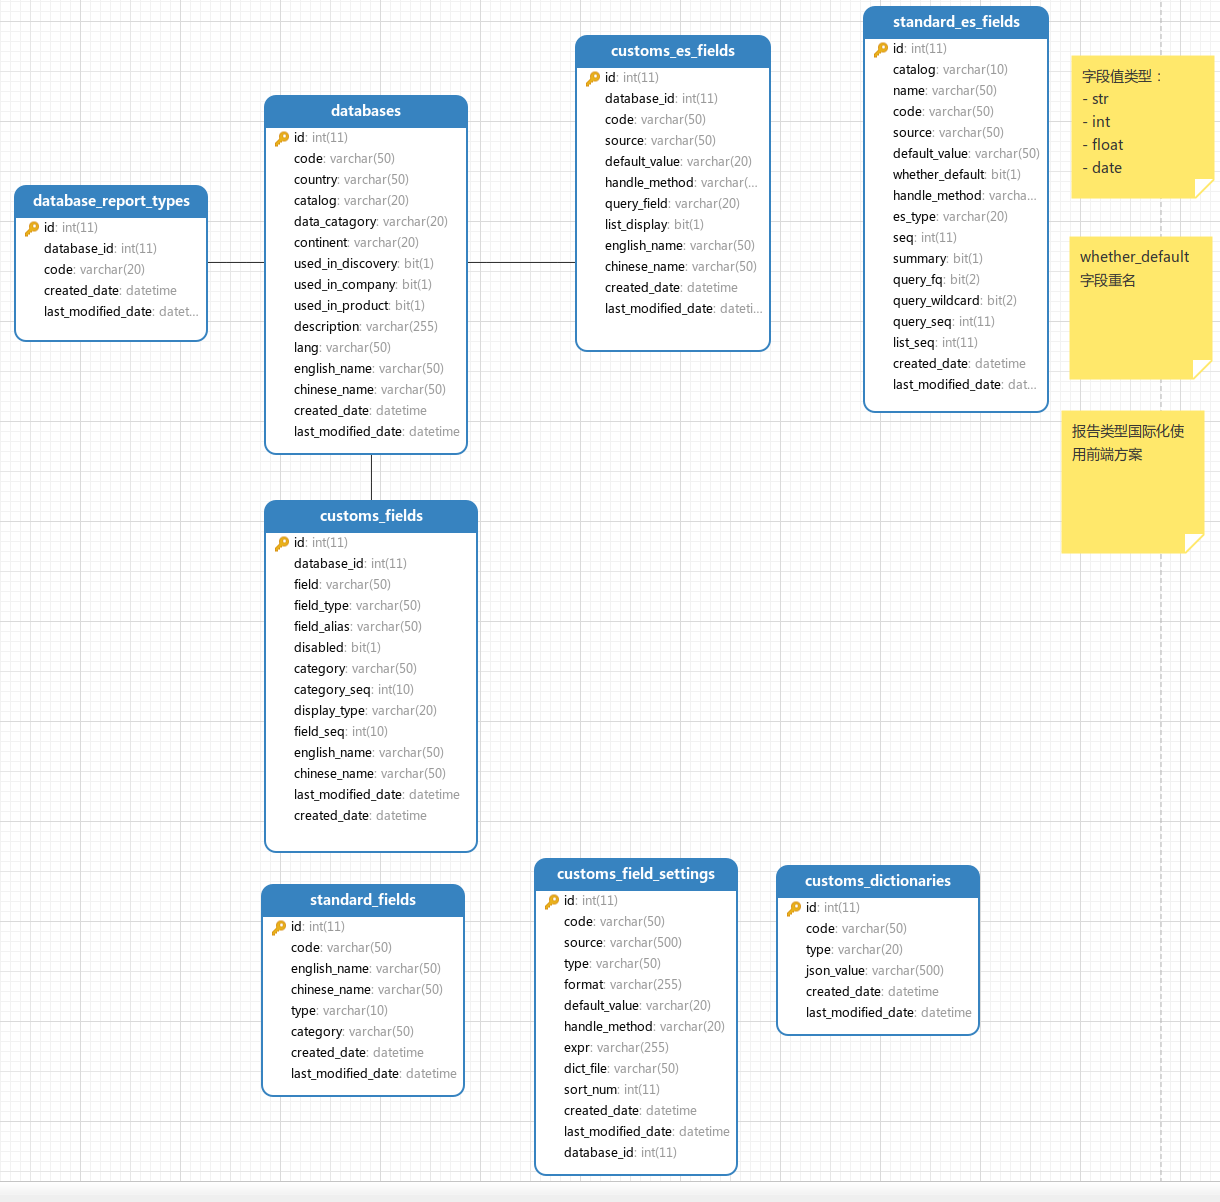 database_report_types
id: int(11)
database_id: int(11)
code: varchar(20)
created_date: datetime
last_modified_date: datet...
databases
id: int(11)
code: varchar(50)
country: varchar(50)
catalog: varchar(20)
data_catagory: varchar(20)
continent: varchar(20)
used_in_discovery: bit(1)
used_in_company: bit(1)
used_in_product: bit(1)
description: varchar(255)
lang: varchar(50)
english_name: varchar(50)
chinese_name: varchar(50)
created_date: datetime
last_modified_date: datetime
customs_es_fields
id: int(11)
database_id: int(11)
code: varchar(50)
source: varchar(50)
default_value: varchar(20)
handle_method: varchar(...
query_field: varchar(20)
list_display: bit(1)
english_name: varchar(50)
chinese_name: varchar(50)
created_date: datetime
last_modified_date: dateti...
standard_es_fields
id: int(11)
catalog: varchar(10)
name: varchar(50)
code: varchar(50)
source: varchar(50)
default_value: varchar(50)
whether_default: bit(1)
handle_method: varcha...
es_type: varchar(20)
seq: int(11)
summary: bit(1)
query_fq: bit(2)
query_wildcard: bit(2)
query_seq: int(11)
list_seq: int(11)
created_date: datetime
last_modified_date: dat...
字段值类型：
- str
- int
- float
- date
whether_default
字段重名
报告类型国际化使
用前端方案
customs_fields
id: int(11)
database_id: int(11)
field: varchar(50)
field_type: varchar(50)
field_alias: varchar(50)
disabled: bit(1)
category: varchar(50)
category_seq: int(10)
display_type: varchar(20)
field_seq: int(10)
english_name: varchar(50)
chinese_name: varchar(50)
last_modified_date: datetime
created_date: datetime
standard_fields
id: int(11)
code: varchar(50)
english_name: varchar(50)
chinese_name: varchar(50)
type: varchar(10)
category: varchar(50)
created_date: datetime
last_modified_date: datetime
customs_field_settings
id: int(11)
code: varchar(50)
source: varchar(500)
type: varchar(50)
format: varchar(255)
default_value: varchar(20)
handle_method: varchar(20)
expr: varchar(255)
dict_file: varchar(50)
sort_num: int(11)
created_date: datetime
last_modified_date: datetime
database_id: int(11)
customs_dictionaries
id: int(11)
code: varchar(50)
type: varchar(20)
json_value: varchar(500)
created_date: datetime
last_modified_date: datetime